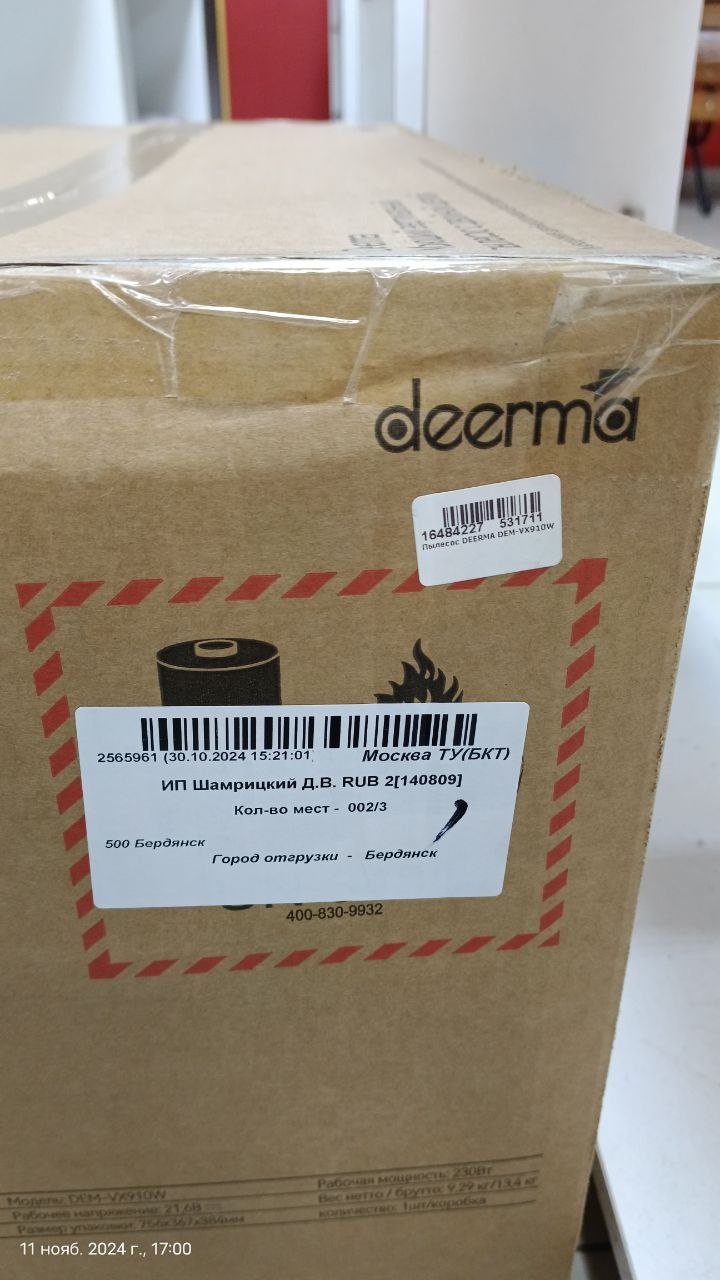 deerma
16484227 531711
Пылесос DEERMA DEM-VX910W
2565961 (30.10.2024 15:21:01)
Москва ТУ(БКТ)
ИП Шамрицкий Д.В. RUB 2[140809]
Кол-во мест - 002/3
500 Бердянск
Город отгрузки - Бердянск
400-830-9932
Модель: DEM-VX910W
Рабочее напряжение: 21,6В
Размер упаковки: 756x367x384мм
Рабочая мощность: 230Вт
Вес нетто / брутто: 9.29 кг/13,4 кг
количество: 1шт/коробка
11 нояб. 2024 г., 17:00